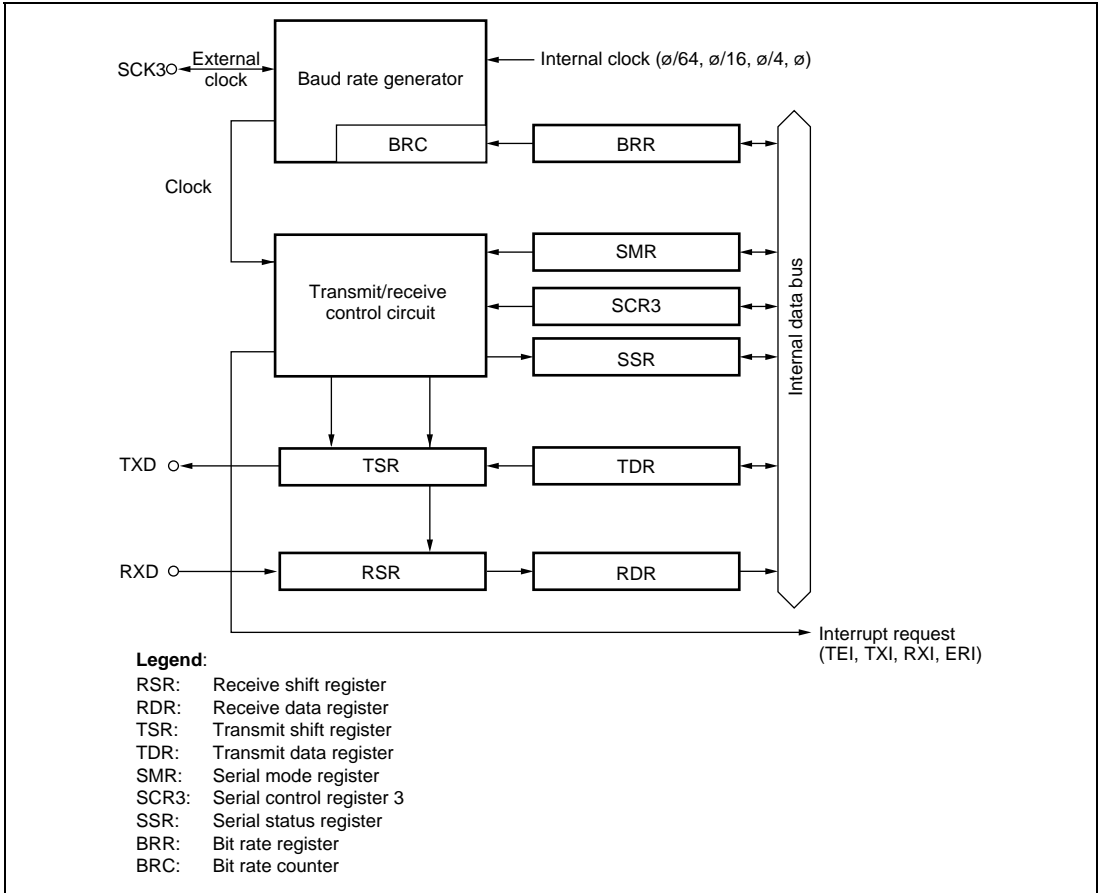 SCK3
External
clock
Baud rate generator
Internal clock (ø/64, ø/16, ø/4, ø)
BRC
BRR
Clock
Transmit/receive
control circuit
SMR
SCR3
SSR
Internal data bus
TXD
TSR
TDR
RXD
RSR
RDR
Interrupt request
(TEI, TXI, RXI, ERI)
Legend:
RSR: Receive shift register
RDR: Receive data register
TSR: Transmit shift register
TDR: Transmit data register
SMR: Serial mode register
SCR3: Serial control register 3
SSR: Serial status register
BRR: Bit rate register
BRC: Bit rate counter